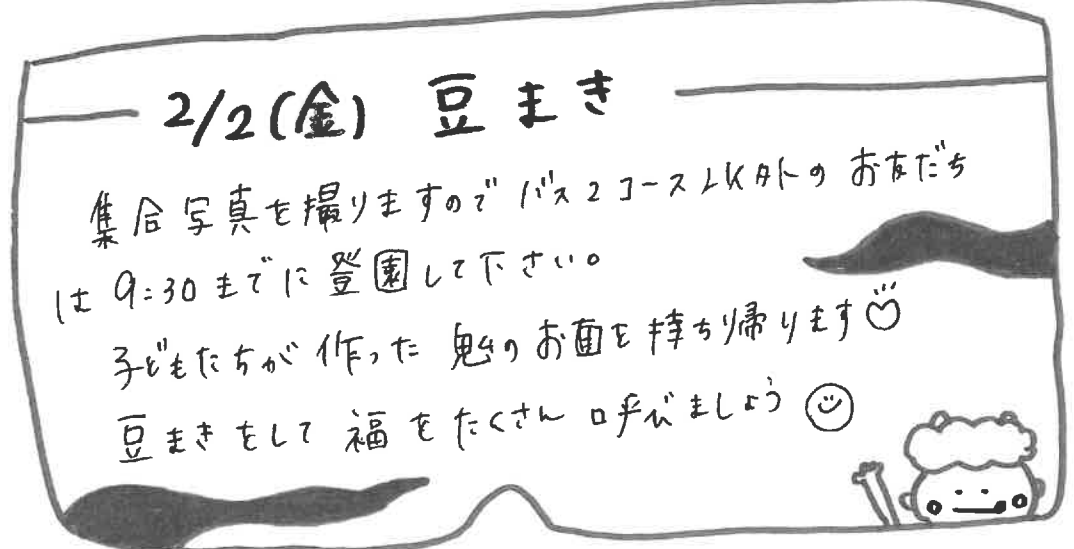 2/2(金) 豆まき
集合写真を撮りますのでバス2コース以外のお友だち
は9:30までに登園して下さい。
子どもたちが作った鬼のお面を持ち帰ります♡
豆まきをして福をたくさん呼びましょう☺